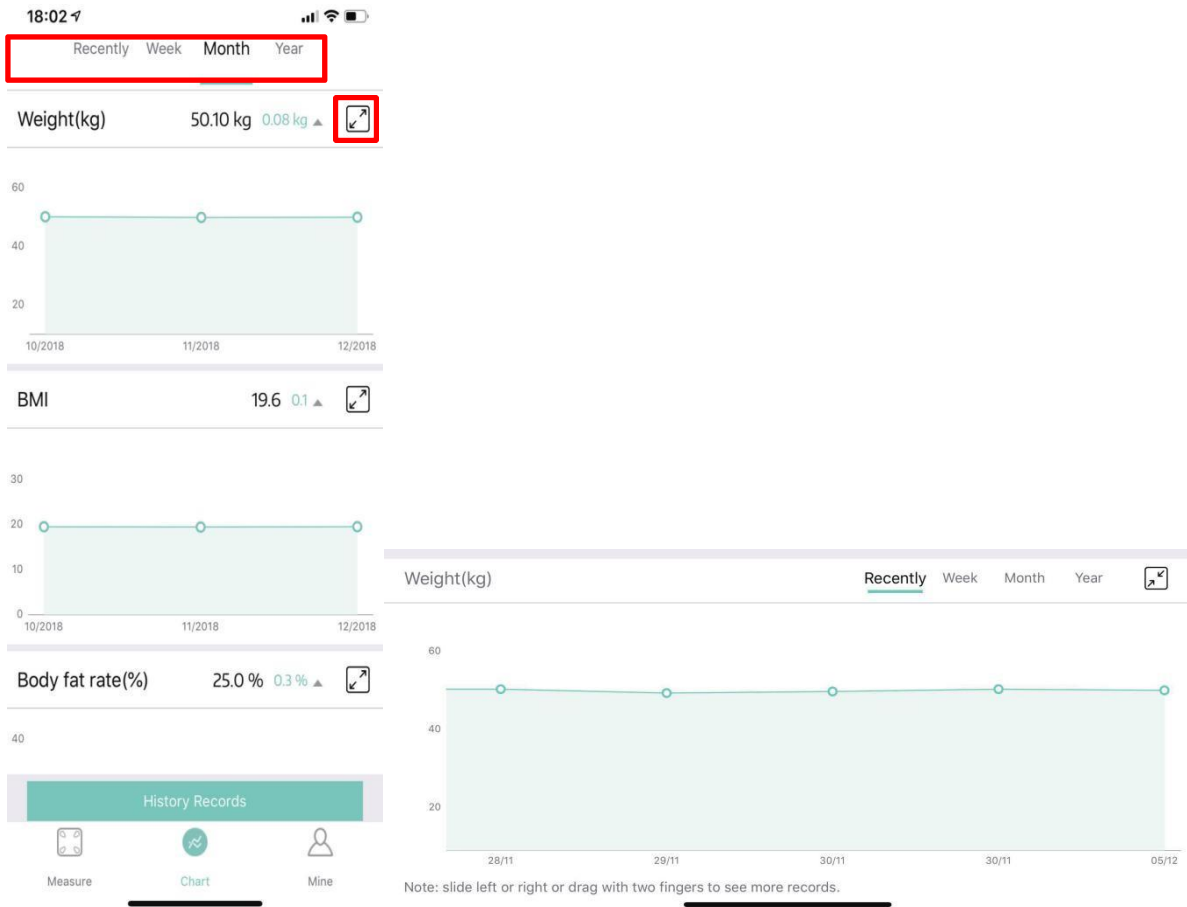 18:02
Recently Week Month Year
Weight(kg) 50.10 kg 0.08 kg
60
40
20
10/2018 11/2018 12/2018
BMI 19.6 0.1
30
20
10
0
10/2018 11/2018 12/2018
Body fat rate(%) 25.0 % 0.3 %
40
History Records
Measure Chart Mine
Weight(kg) Recently Week Month Year
60
40
20
28/11 29/11 30/11 30/11 05/12
Note: slide left or right or drag with two fingers to see more records.